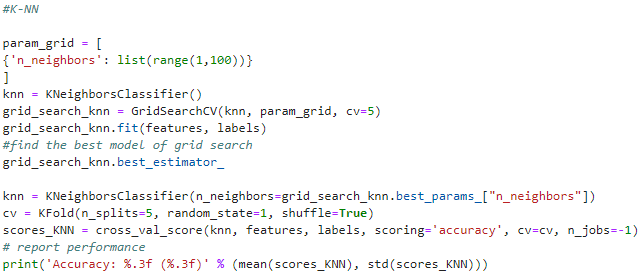 #K-NN
param_grid = [
{'n_neighbors': list(range(1,100))}
]
knn = KNeighborsClassifier()
grid_search_knn = GridSearchCV(knn, param_grid, cv=5)
grid_search_knn.fit(features, labels)
#find the best model of grid search
grid_search_knn.best_estimator_
knn = KNeighborsClassifier(n_neighbors=grid_search_knn.best_params_["n_neighbors"])
cv = KFold(n_splits=5, random_state=1, shuffle=True)
scores_KNN = cross_val_score(knn, features, labels, scoring='accuracy', cv=cv, n_jobs=-1)
# report performance
print('Accuracy: %.3f (%.3f)' % (mean(scores_KNN), std(scores_KNN)))